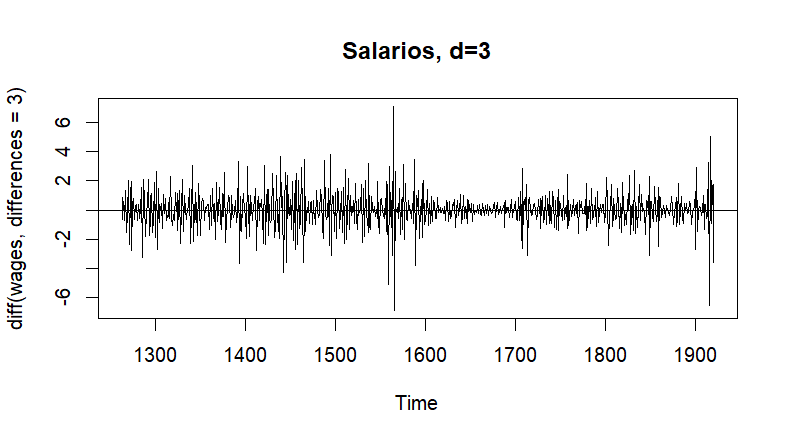 Salarios, d=3
diff(wages, differences = 3)
6
4
2
-2
-6
1300 1400 1500 1600 1700 1800 1900
Time